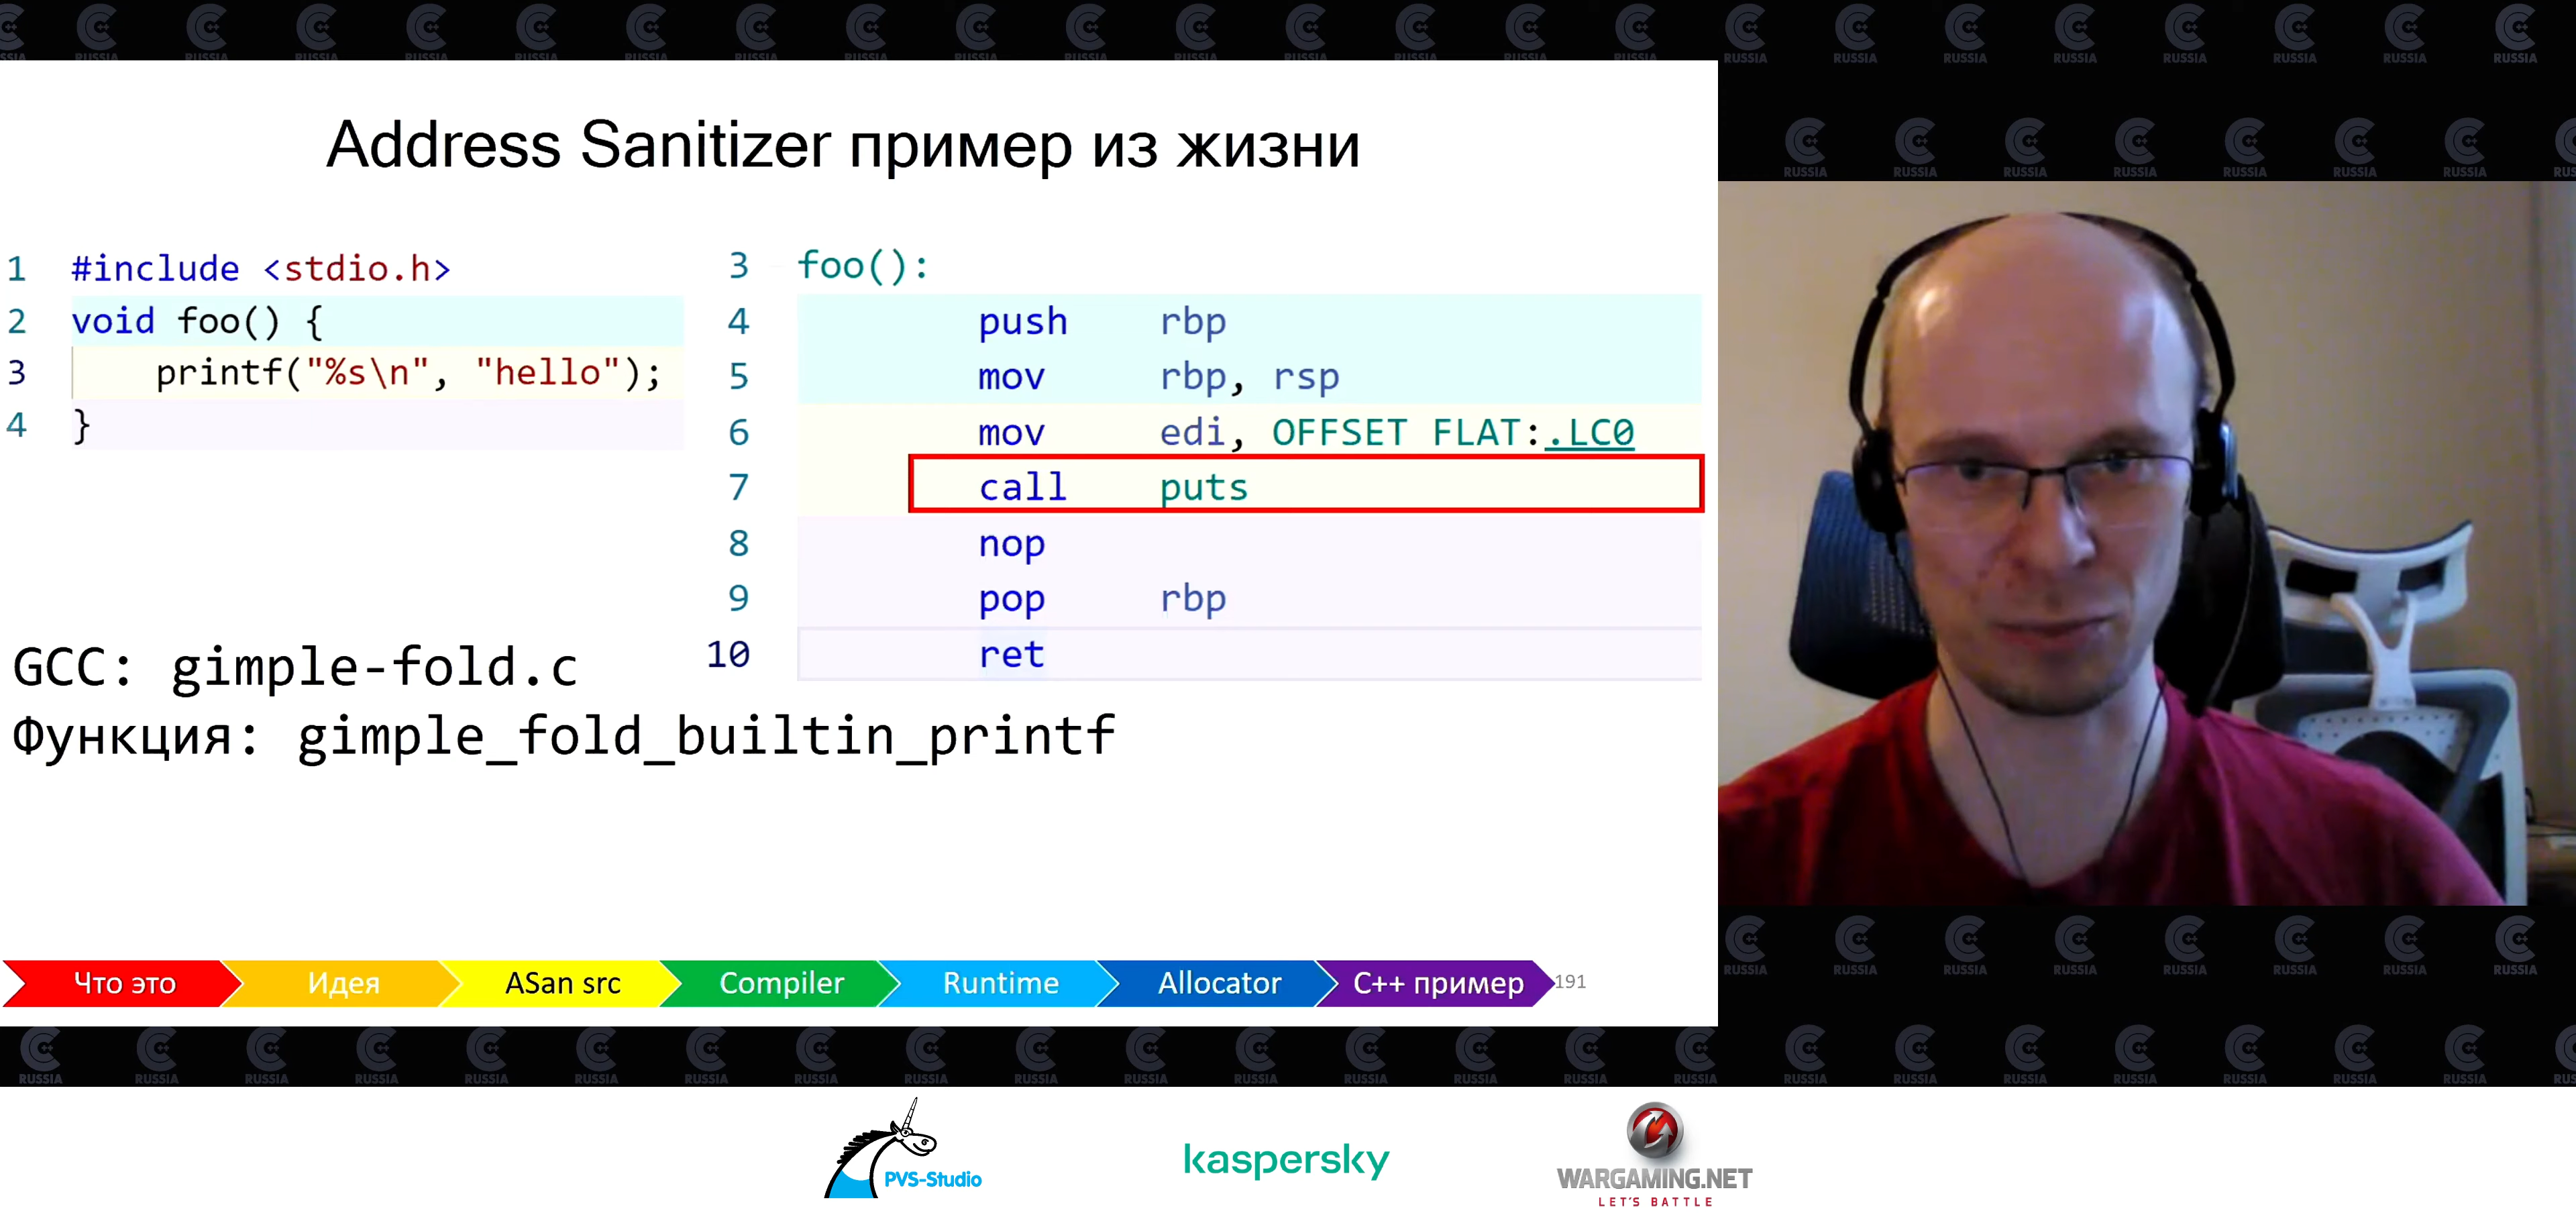 Address Sanitizer пример из жизни
1 #include <stdio.h>
2 void foo() {
3 printf("%s\n", "hello");
4 }
3 foo():
4 push rbp
5 mov rbp, rsp
6 mov edi, OFFSET FLAT:.LC0
7 call puts
8 nop
9 pop rbp
10 ret
GCC: gimple-fold.c
Функция: gimple_fold_builtin_printf
Что это
Идея
ASan src
Compiler
Runtime
Allocator
C++ пример
191
RUSSIA
PVS-Studio
kaspersky
WARGAMING.NET
LET'S BATTLE